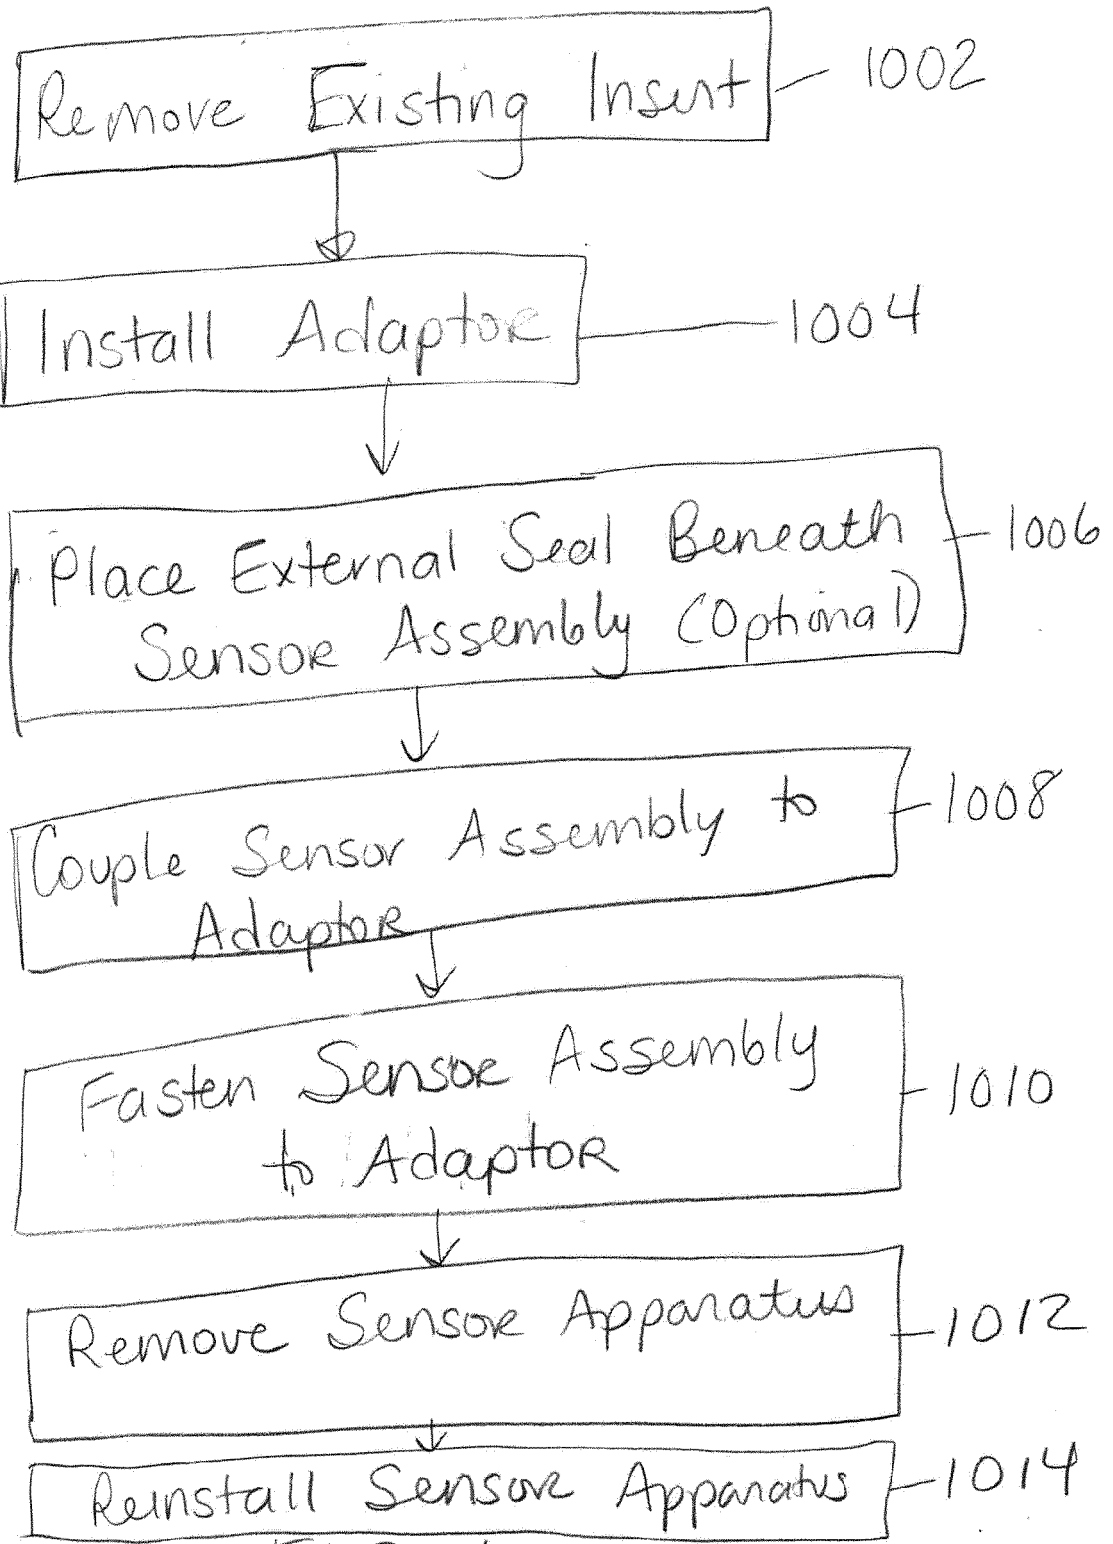 Remove Existing Insert
1002
Install Adaptor
1004
Place External Seal Beneath
Sensor Assembly (Optional)
1006
Couple Sensor Assembly to
Adaptor
1008
Fasten Sensor Assembly
to Adaptor
1010
Remove Sensor Apparatus
1012
Reinstall Sensor Apparatus
1014